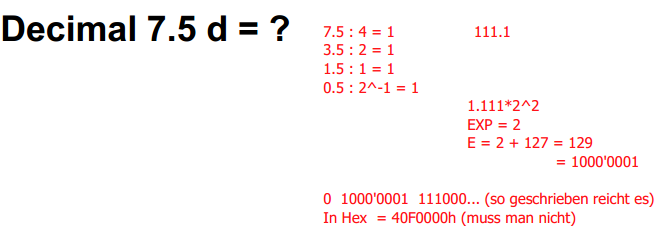 Decimal 7.5 d = ?
7.5 : 4 = 1 111.1
3.5 : 2 = 1
1.5 : 1 = 1
0.5 : 2^-1 = 1
1.111*2^2
EXP = 2
E = 2 + 127 = 129
= 1000'0001
0 1000'0001 111000... (so geschrieben reicht es)
In Hex = 40F0000h (muss man nicht)